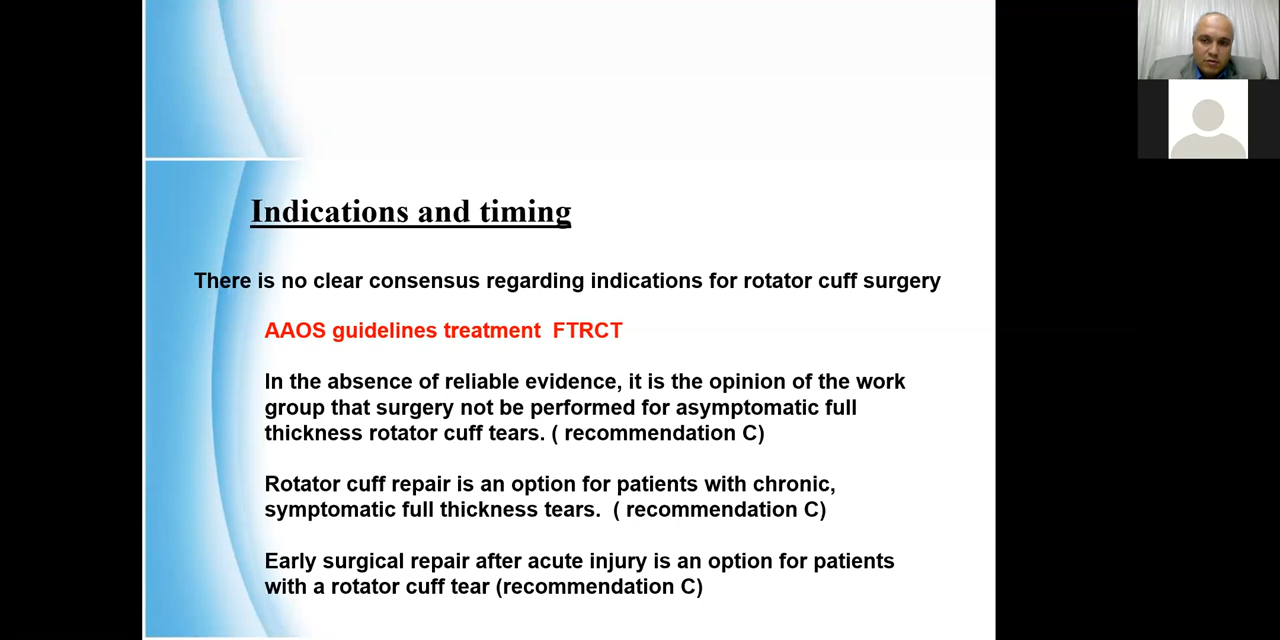 Indications and timing
There is no clear consensus regarding indications for rotator cuff surgery
AAOS guidelines treatment  FTRCT
In the absence of reliable evidence, it is the opinion of the work
group that surgery not be performed for asymptomatic full
thickness rotator cuff tears. ( recommendation C)
Rotator cuff repair is an option for patients with chronic,
symptomatic full thickness tears.  ( recommendation C)
Early surgical repair after acute injury is an option for patients
with a rotator cuff tear (recommendation C)